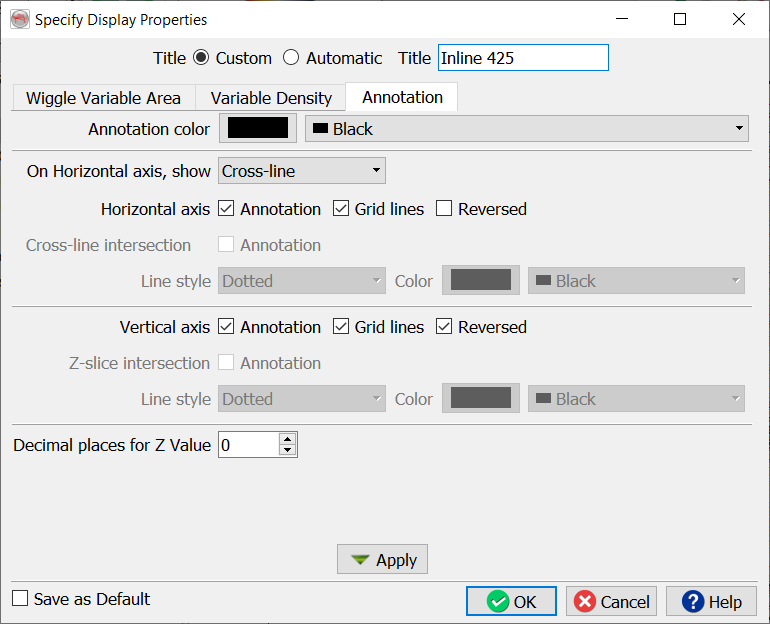 Specify Display Properties
Title Custom Automatic Title Inline 425
Wiggle Variable Area Variable Density Annotation
Annotation color Black
On Horizontal axis, show Cross-line
Horizontal axis Annotation Grid lines Reversed
Cross-line intersection Annotation
Line style Dotted Color Black
Vertical axis Annotation Grid lines Reversed
Z-slice intersection Annotation
Line style Dotted Color Black
Decimal places for Z Value 0
Apply
Save as Default OK Cancel ? Help